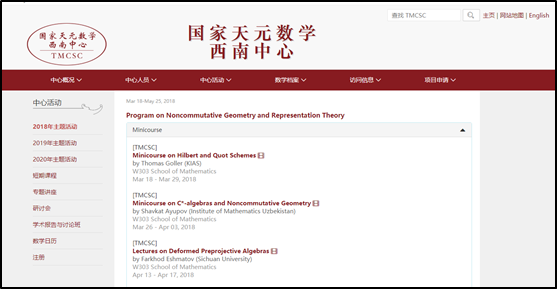 查找 TMCSC
主页 | 网站地图 | English
国家天元数学
西南中心
TMCSC
国家天元数学
西南中心
中心概况
中心人员
中心活动
数学档案
访问信息
项目申请
中心活动
2018年主题活动
2019年主题活动
2020年主题活动
短期课程
专题讲座
研讨会
学术报告与讨论班
数学日历
注册
Mar 18-May 25, 2018
Program on Noncommutative Geometry and Representation Theory
Minicourse
[TMCSC]
Minicourse on Hilbert and Quot Schemes
by Thomas Goller (KIAS)
W303 School of Mathematics
Mar 18 - Mar 29, 2018
[TMCSC]
Minicourse on C*-algebras and Noncommutative Geometry
by Shavkat Ayupov (Institute of Mathematics Uzbekistan)
W303 School of Mathematics
Mar 26 - Apr 03, 2018
[TMCSC]
Lectures on Deformed Preprojective Algebras
by Farkhod Eshmatov (Sichuan University)
W303 School of Mathematics
Apr 13 - Apr 17, 2018